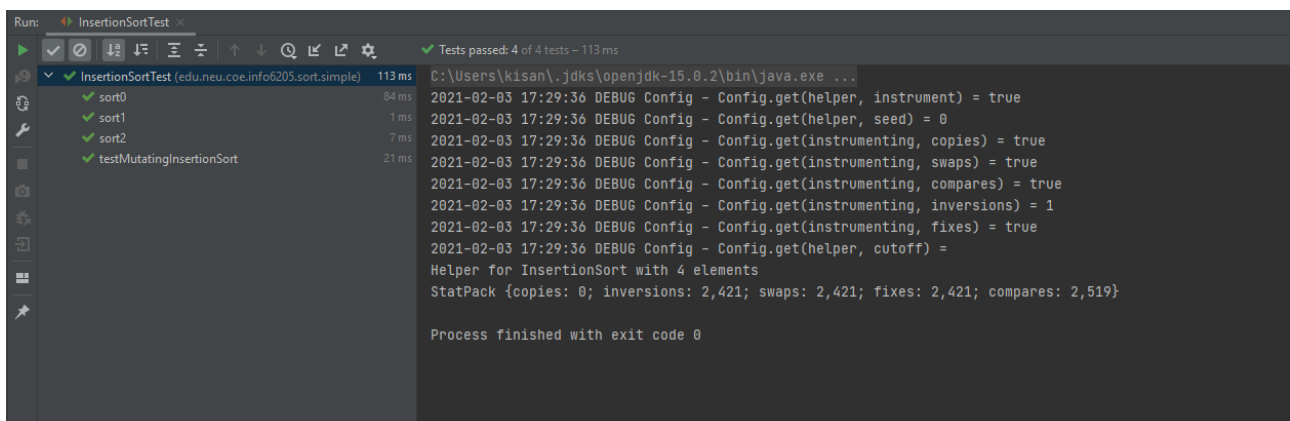 Run: InsertionSortTest ×
Tests passed: 4 of 4 tests – 113 ms
InsertionSortTest (edu.neu.coe.info6205.sort.simple) 113 ms
sort0 84 ms
sort1 1 ms
sort2 7 ms
testMutatingInsertionSort 21 ms
C:\Users\kisan\.jdks\openjdk-15.0.2\bin\java.exe ...
2021-02-03 17:29:36 DEBUG Config - Config.get(helper, instrument) = true
2021-02-03 17:29:36 DEBUG Config - Config.get(helper, seed) = 0
2021-02-03 17:29:36 DEBUG Config - Config.get(instrumenting, copies) = true
2021-02-03 17:29:36 DEBUG Config - Config.get(instrumenting, swaps) = true
2021-02-03 17:29:36 DEBUG Config - Config.get(instrumenting, compares) = true
2021-02-03 17:29:36 DEBUG Config - Config.get(instrumenting, inversions) = 1
2021-02-03 17:29:36 DEBUG Config - Config.get(instrumenting, fixes) = true
2021-02-03 17:29:36 DEBUG Config - Config.get(helper, cutoff) =
Helper for InsertionSort with 4 elements
StatPack {copies: 0; inversions: 2,421; swaps: 2,421; fixes: 2,421; compares: 2,519}
Process finished with exit code 0